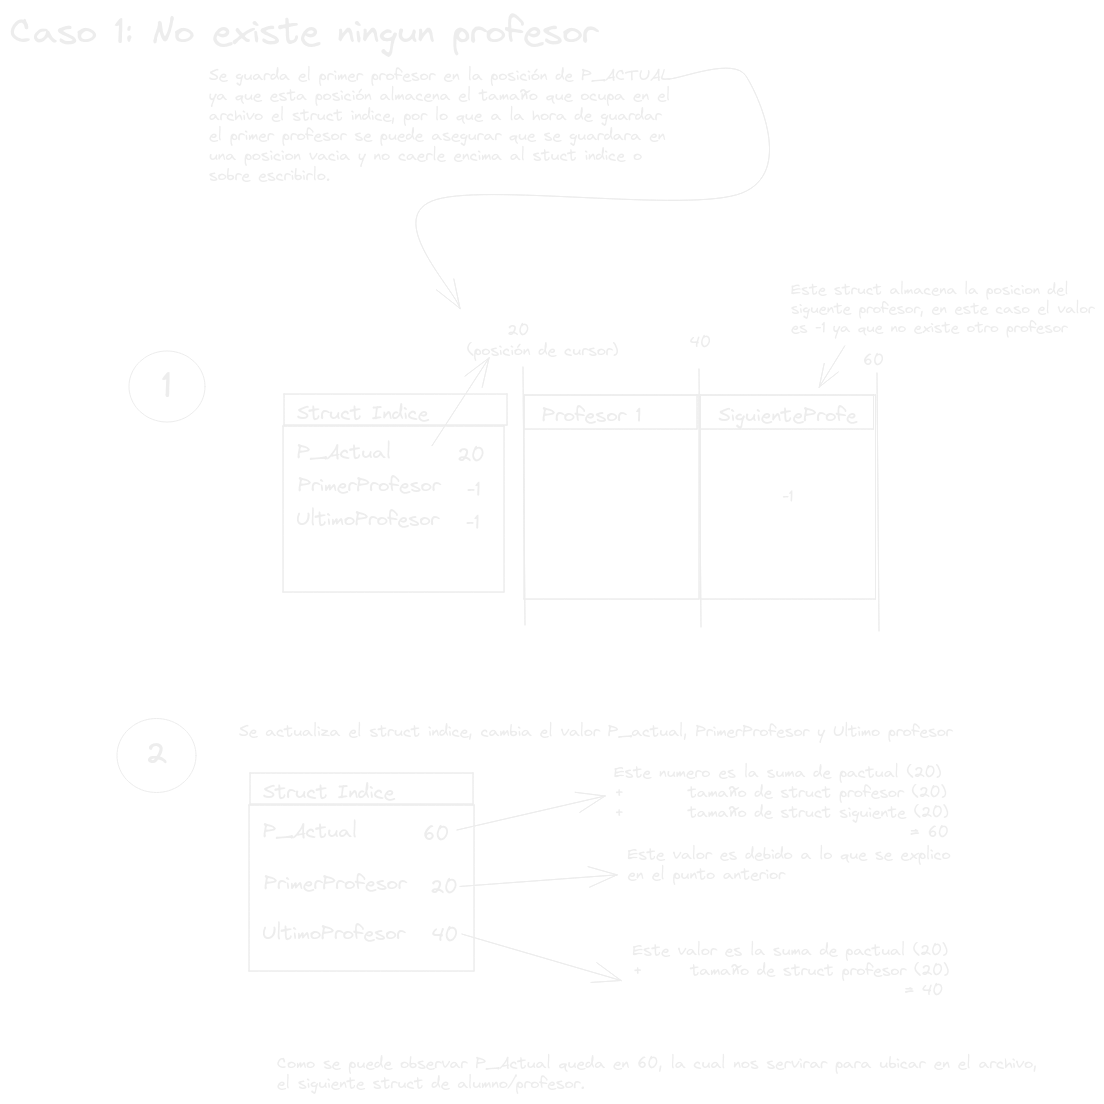 Caso 1: No existe ningun profesor
Se guarda el primer profesor en la posición de P_ACTUAL
ya que esta posición almacena el tamaño que ocupa en el
archivo el struct indice, por lo que a la hora de guardar
el primer profesor se puede asegurar que se guardara en
una posicion vacia y no caerle encima al stuct indice o
sobre escribirlo.
Este struct almacena la posicion del
siguente profesor, en este caso el valor
es -1 ya que no existe otro profesor
20
(posición de cursor)
40
60
1
Struct Indice
P_Actual 20
PrimerProfesor -1
UltimoProfesor -1
Profesor 1
SiguienteProfe
-1
2
Se actualiza el struct indice, cambia el valor P_actual, PrimerProfesor y Ultimo profesor
Struct Indice
P_Actual 60
PrimerProfesor 20
UltimoProfesor 40
Este numero es la suma de pactual (20)
+ tamaño de struct profesor (20)
+ tamaño de struct siguiente (20)
= 60
Este valor es debido a lo que se explico
en el punto anterior
Este valor es la suma de pactual (20)
+ tamaño de struct profesor (20)
= 40
Como se puede observar P_Actual queda en 60, la cual nos servirar para ubicar en el archivo,
el siguiente struct de alumno/profesor.